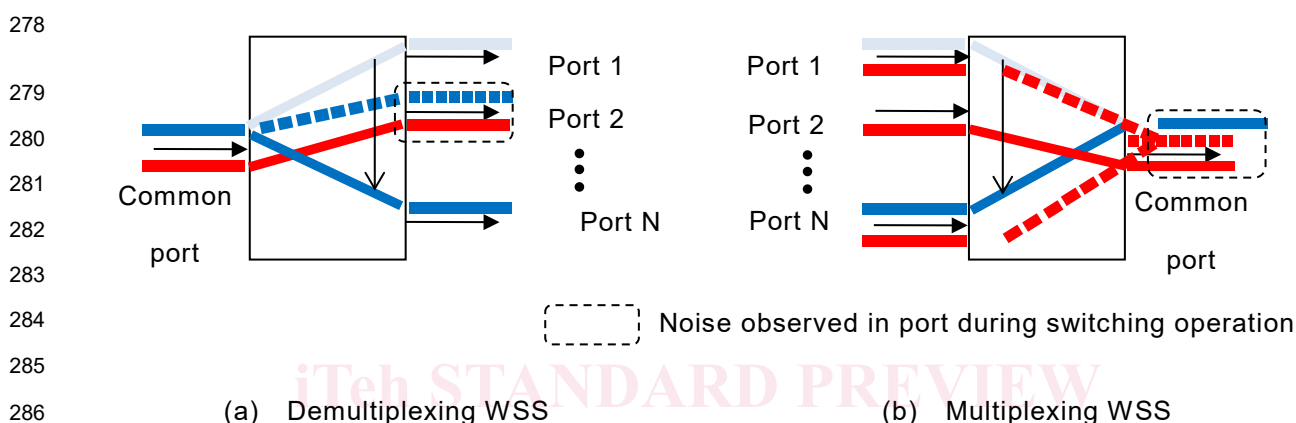 278
279
280
281
282
283
284
285
286
Port 1
Port 2
Port N
Common
port
Port 1
Port 2
Port N
Common
port
Noise observed in port during switching operation
iTeh STANDARD PREVIEW
(a) Demultiplexing WSS
(b) Multiplexing WSS